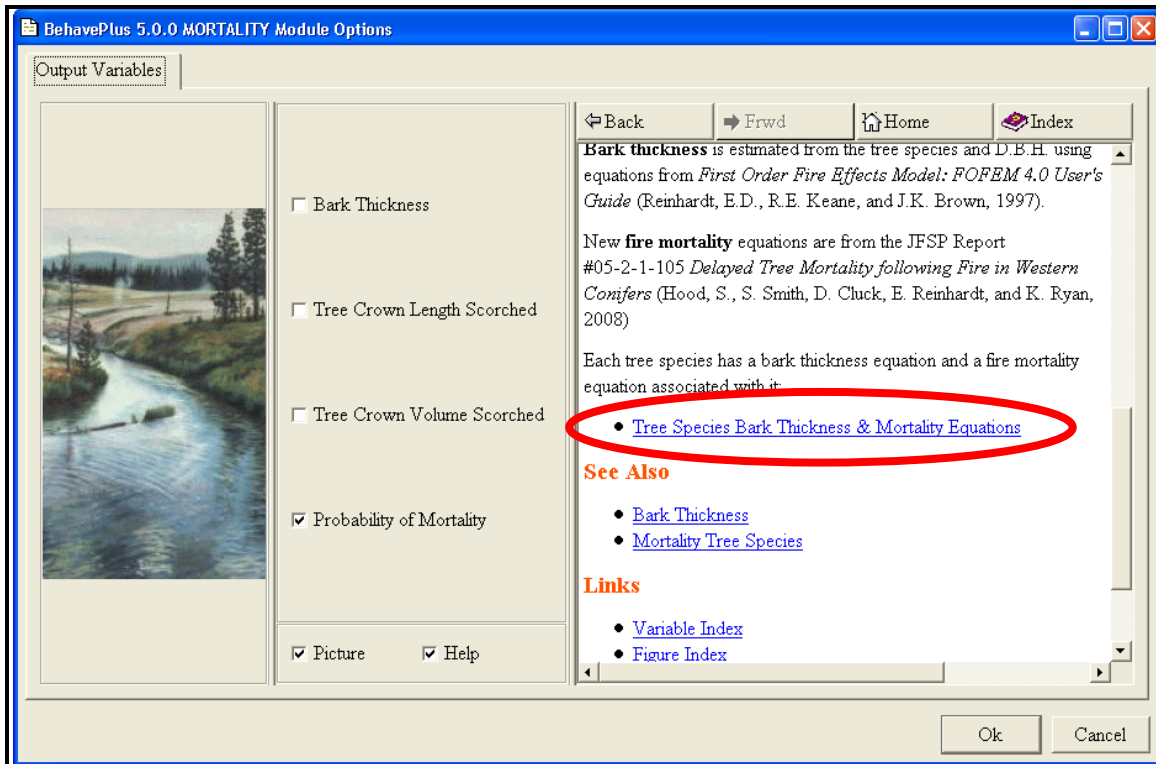 BehavePlus 5.0.0 MORTALITY Module Options
Output Variables
Bark Thickness
Tree Crown Length Scorched
Tree Crown Volume Scorched
Probability of Mortality
Picture Help
Back Frwd Home Index
Bark thickness is estimated from the tree species and D.B.H. using
equations from First Order Fire Effects Model: FOFEM 4.0 User's
Guide (Reinhardt, E.D., R.E. Keane, and J.K. Brown, 1997).
New fire mortality equations are from the JFSP Report
#05-2-1-105 Delayed Tree Mortality following Fire in Western
Conifers (Hood, S., S. Smith, D. Cluck, E. Reinhardt, and K. Ryan,
2008)
Each tree species has a bark thickness equation and a fire mortality
equation associated with it:
• Tree Species Bark Thickness & Mortality Equations
See Also
• Bark Thickness
• Mortality Tree Species
Links
• Variable Index
• Figure Index
Ok Cancel